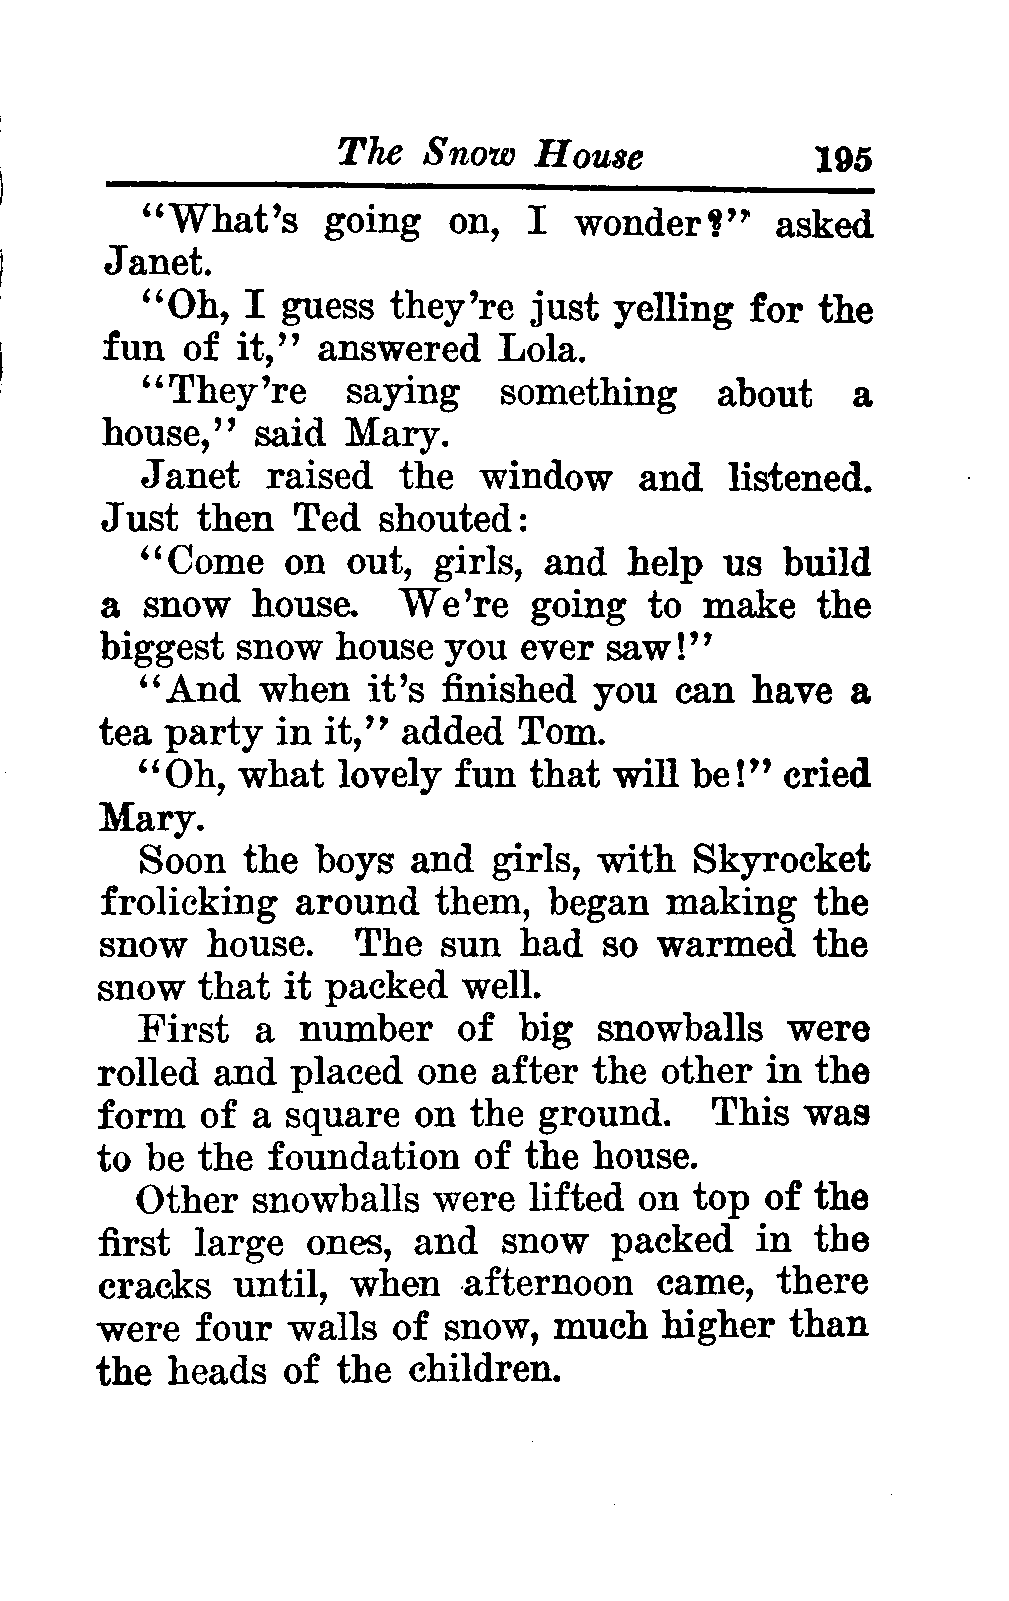 The Snow House 195
“What’s going on, I wonder?” asked
Janet.
“Oh, I guess they’re just yelling for the
fun of it,” answered Lola.
“They’re saying something about a
house,” said Mary.
Janet raised the window and listened.
Just then Ted shouted:
“Come on out, girls, and help us build
a snow house. We’re going to make the
biggest snow house you ever saw!”
“And when it’s finished you can have a
tea party in it,” added Tom.
“Oh, what lovely fun that will be!” cried
Mary.
Soon the boys and girls, with Skyrocket
frolicking around them, began making the
snow house. The sun had so warmed the
snow that it packed well.
First a number of big snowballs were
rolled and placed one after the other in the
form of a square on the ground. This was
to be the foundation of the house.
Other snowballs were lifted on top of the
first large ones, and snow packed in the
cracks until, when afternoon came, there
were four walls of snow, much higher than
the heads of the children.